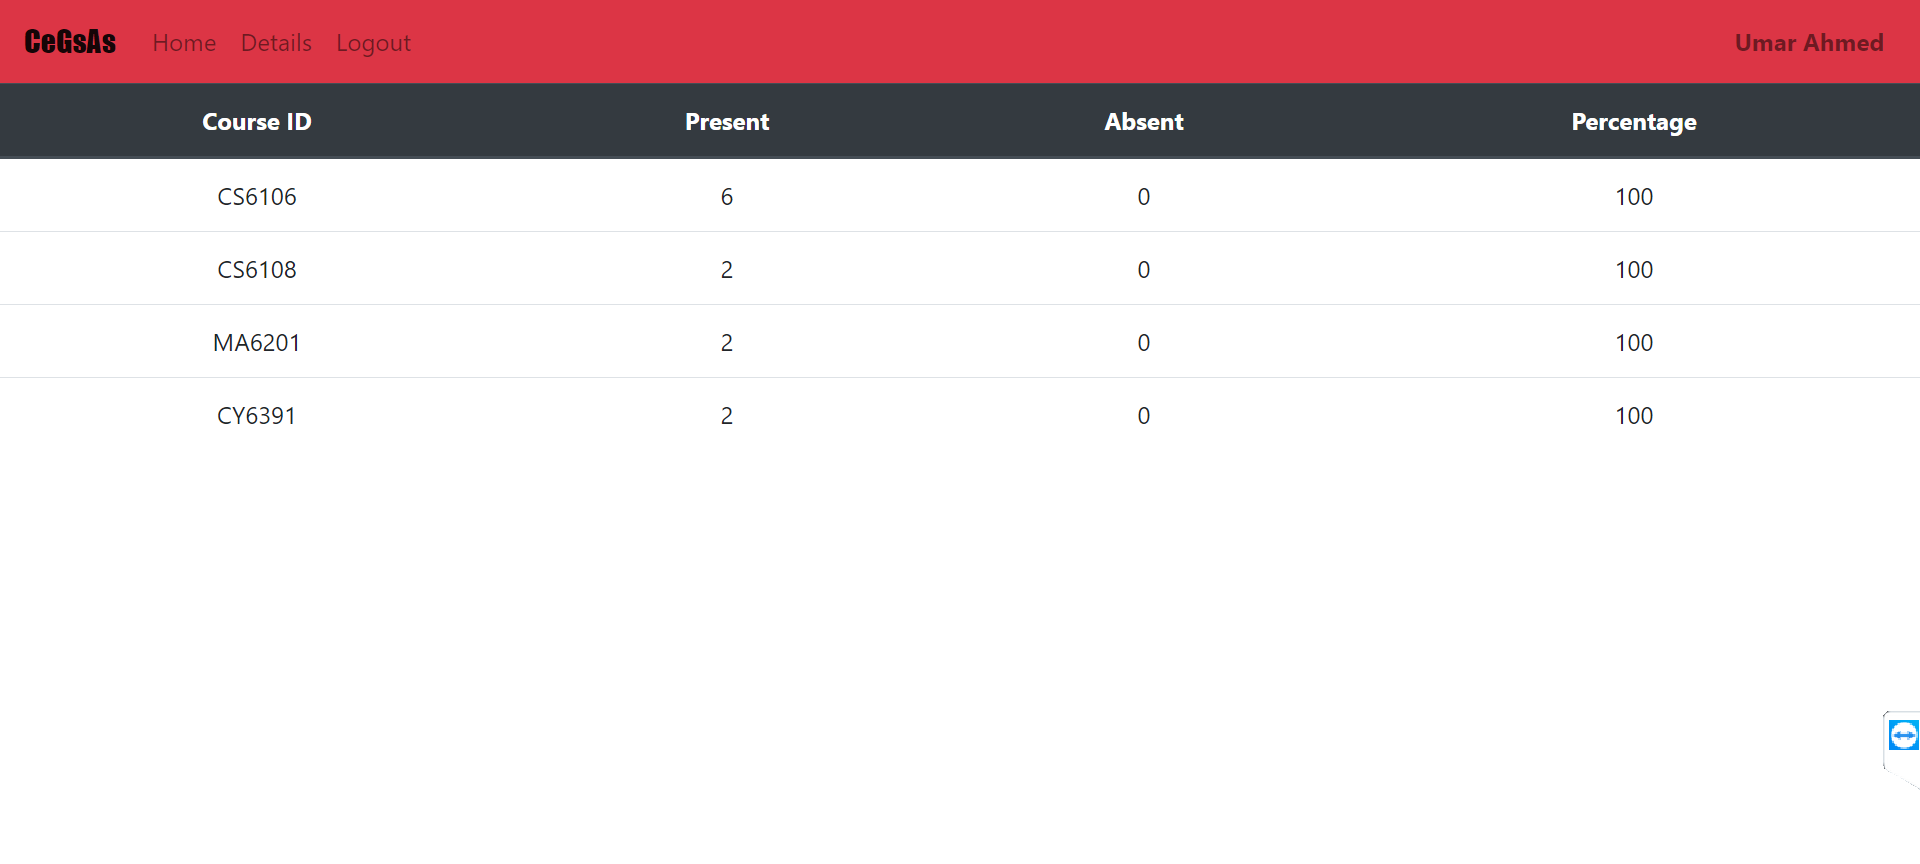 CeGsAs Home Details Logout Umar Ahmed
Course ID Present Absent Percentage
CS6106 6 0 100
CS6108 2 0 100
MA6201 2 0 100
CY6391 2 0 100